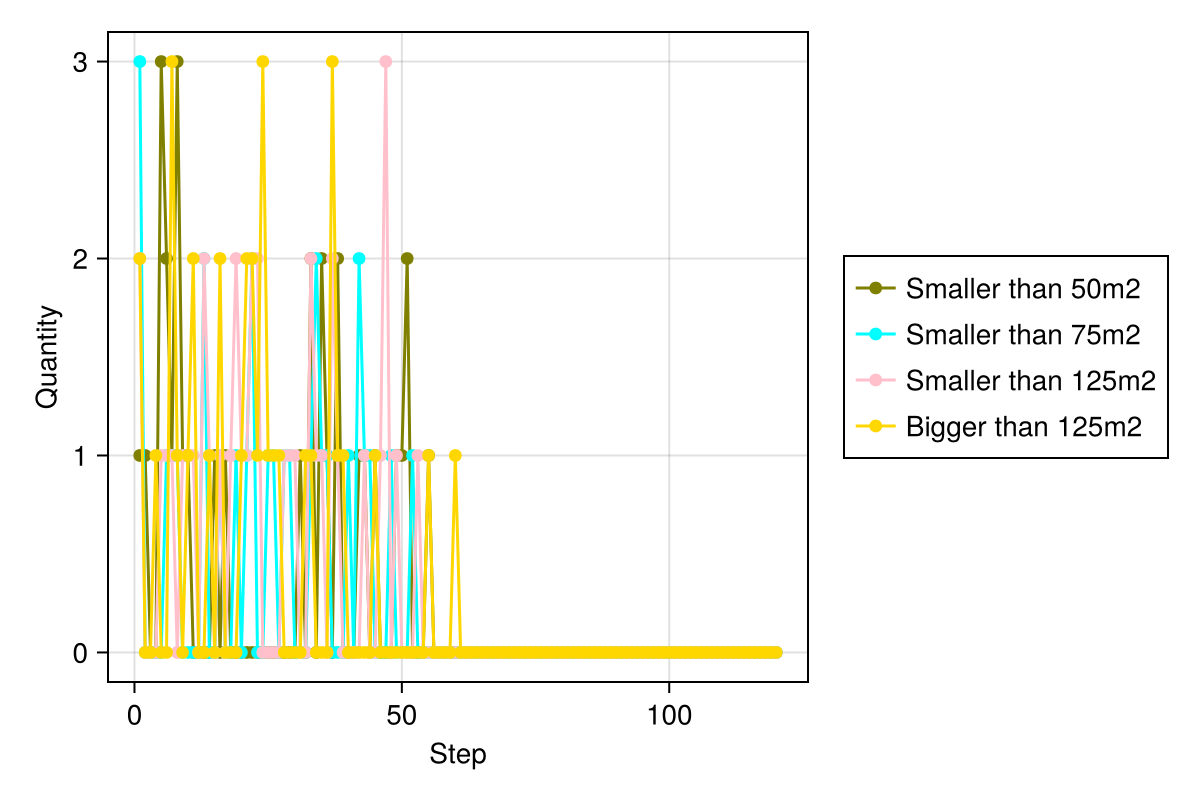 3
2
1
0
Quantity
0
50
100
Step
Smaller than 50m2
Smaller than 75m2
Smaller than 125m2
Bigger than 125m2